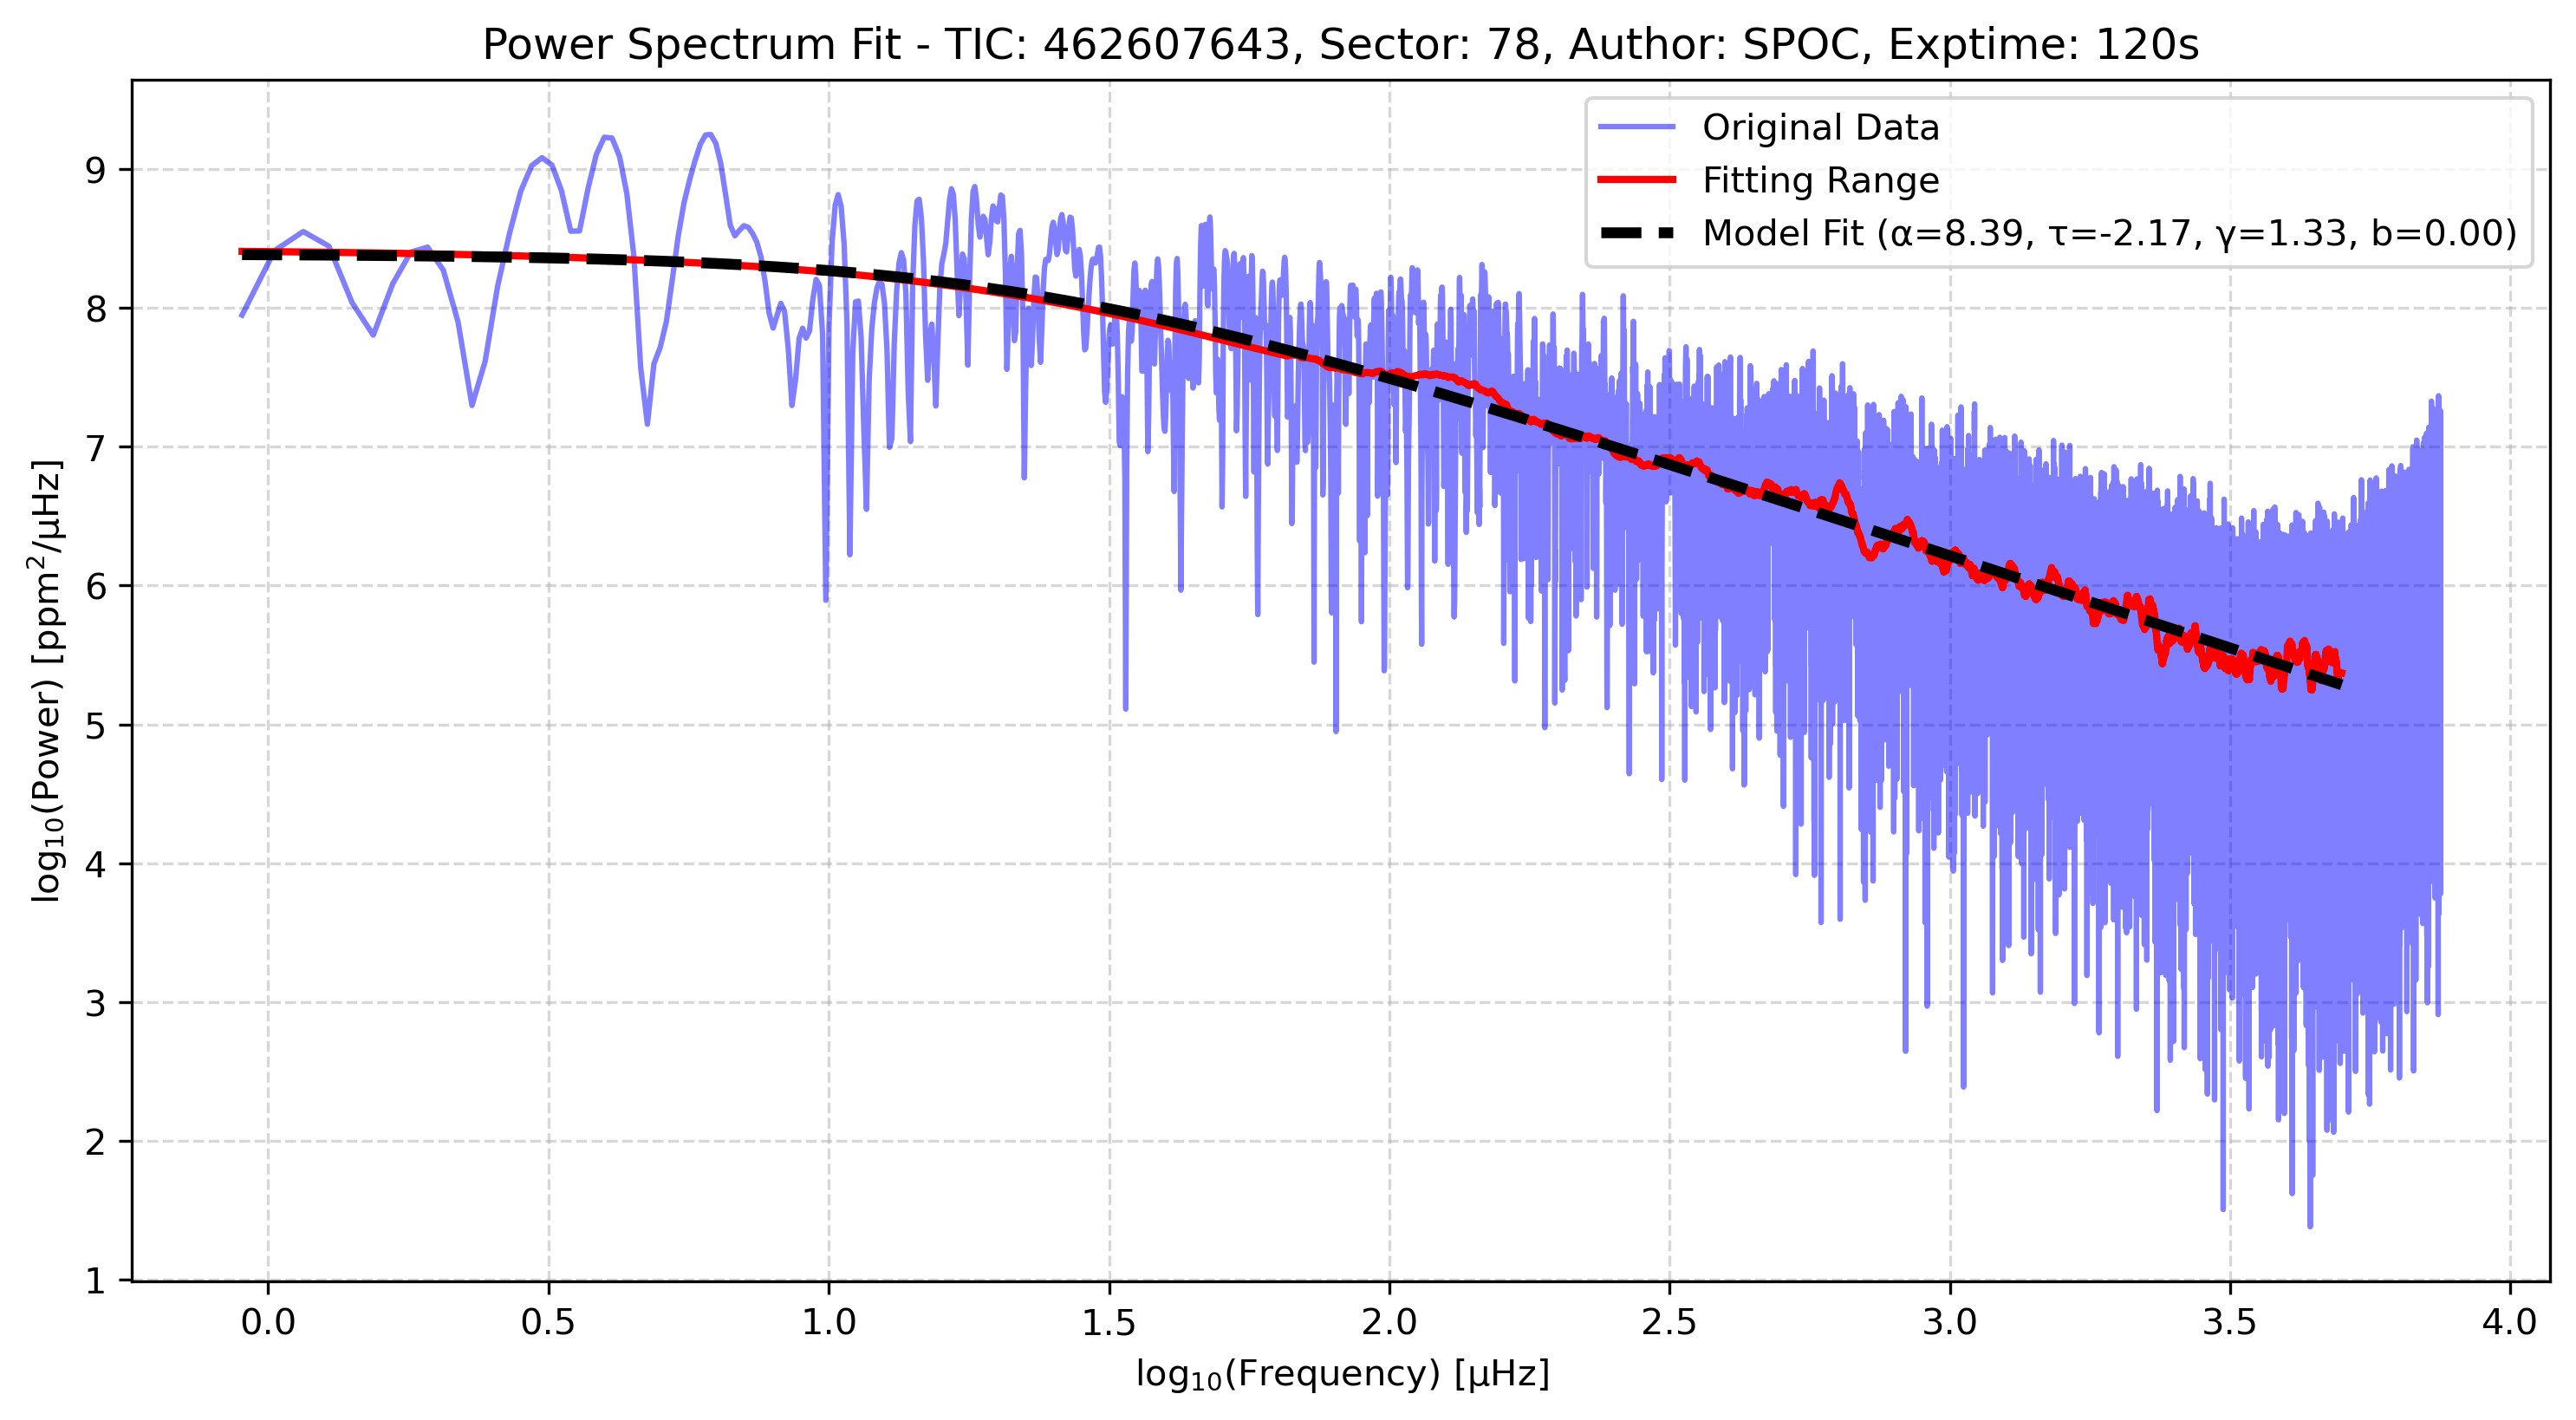 Power Spectrum Fit - TIC: 462607643, Sector: 78, Author: SPOC, Exptime: 120s
Original Data
Fitting Range
Model Fit (α=8.39, τ=-2.17, γ=1.33, b=0.00)
log₁₀(Power) [ppm²/μHz]
9
8
7
6
5
4
3
2
1
0.0 0.5 1.0 1.5 2.0 2.5 3.0 3.5 4.0
log₁₀(Frequency) [μHz]